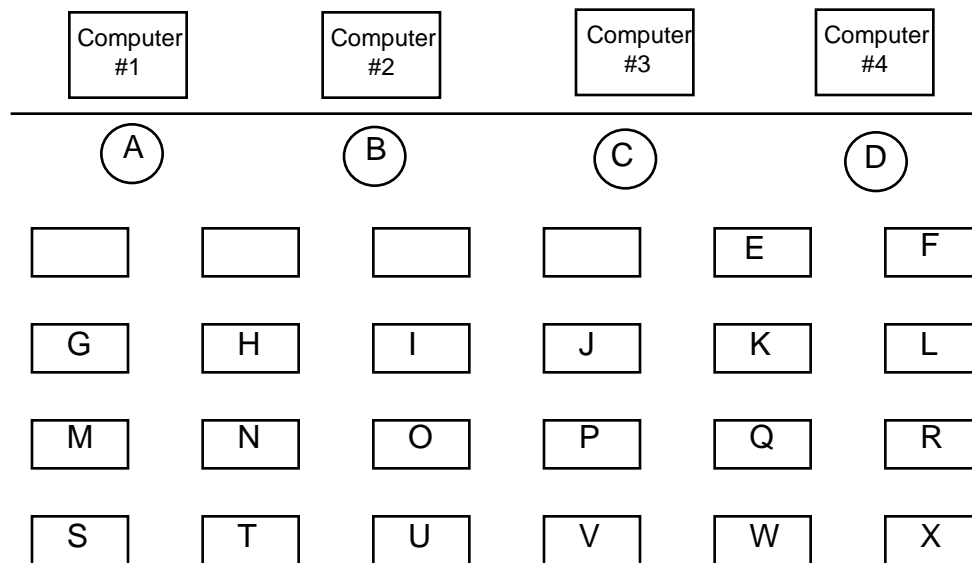 Computer Computer Computer Computer
#1 #2 #3 #4
A B C D
E F
G H I J K L
M N O P Q R
S T U V W X